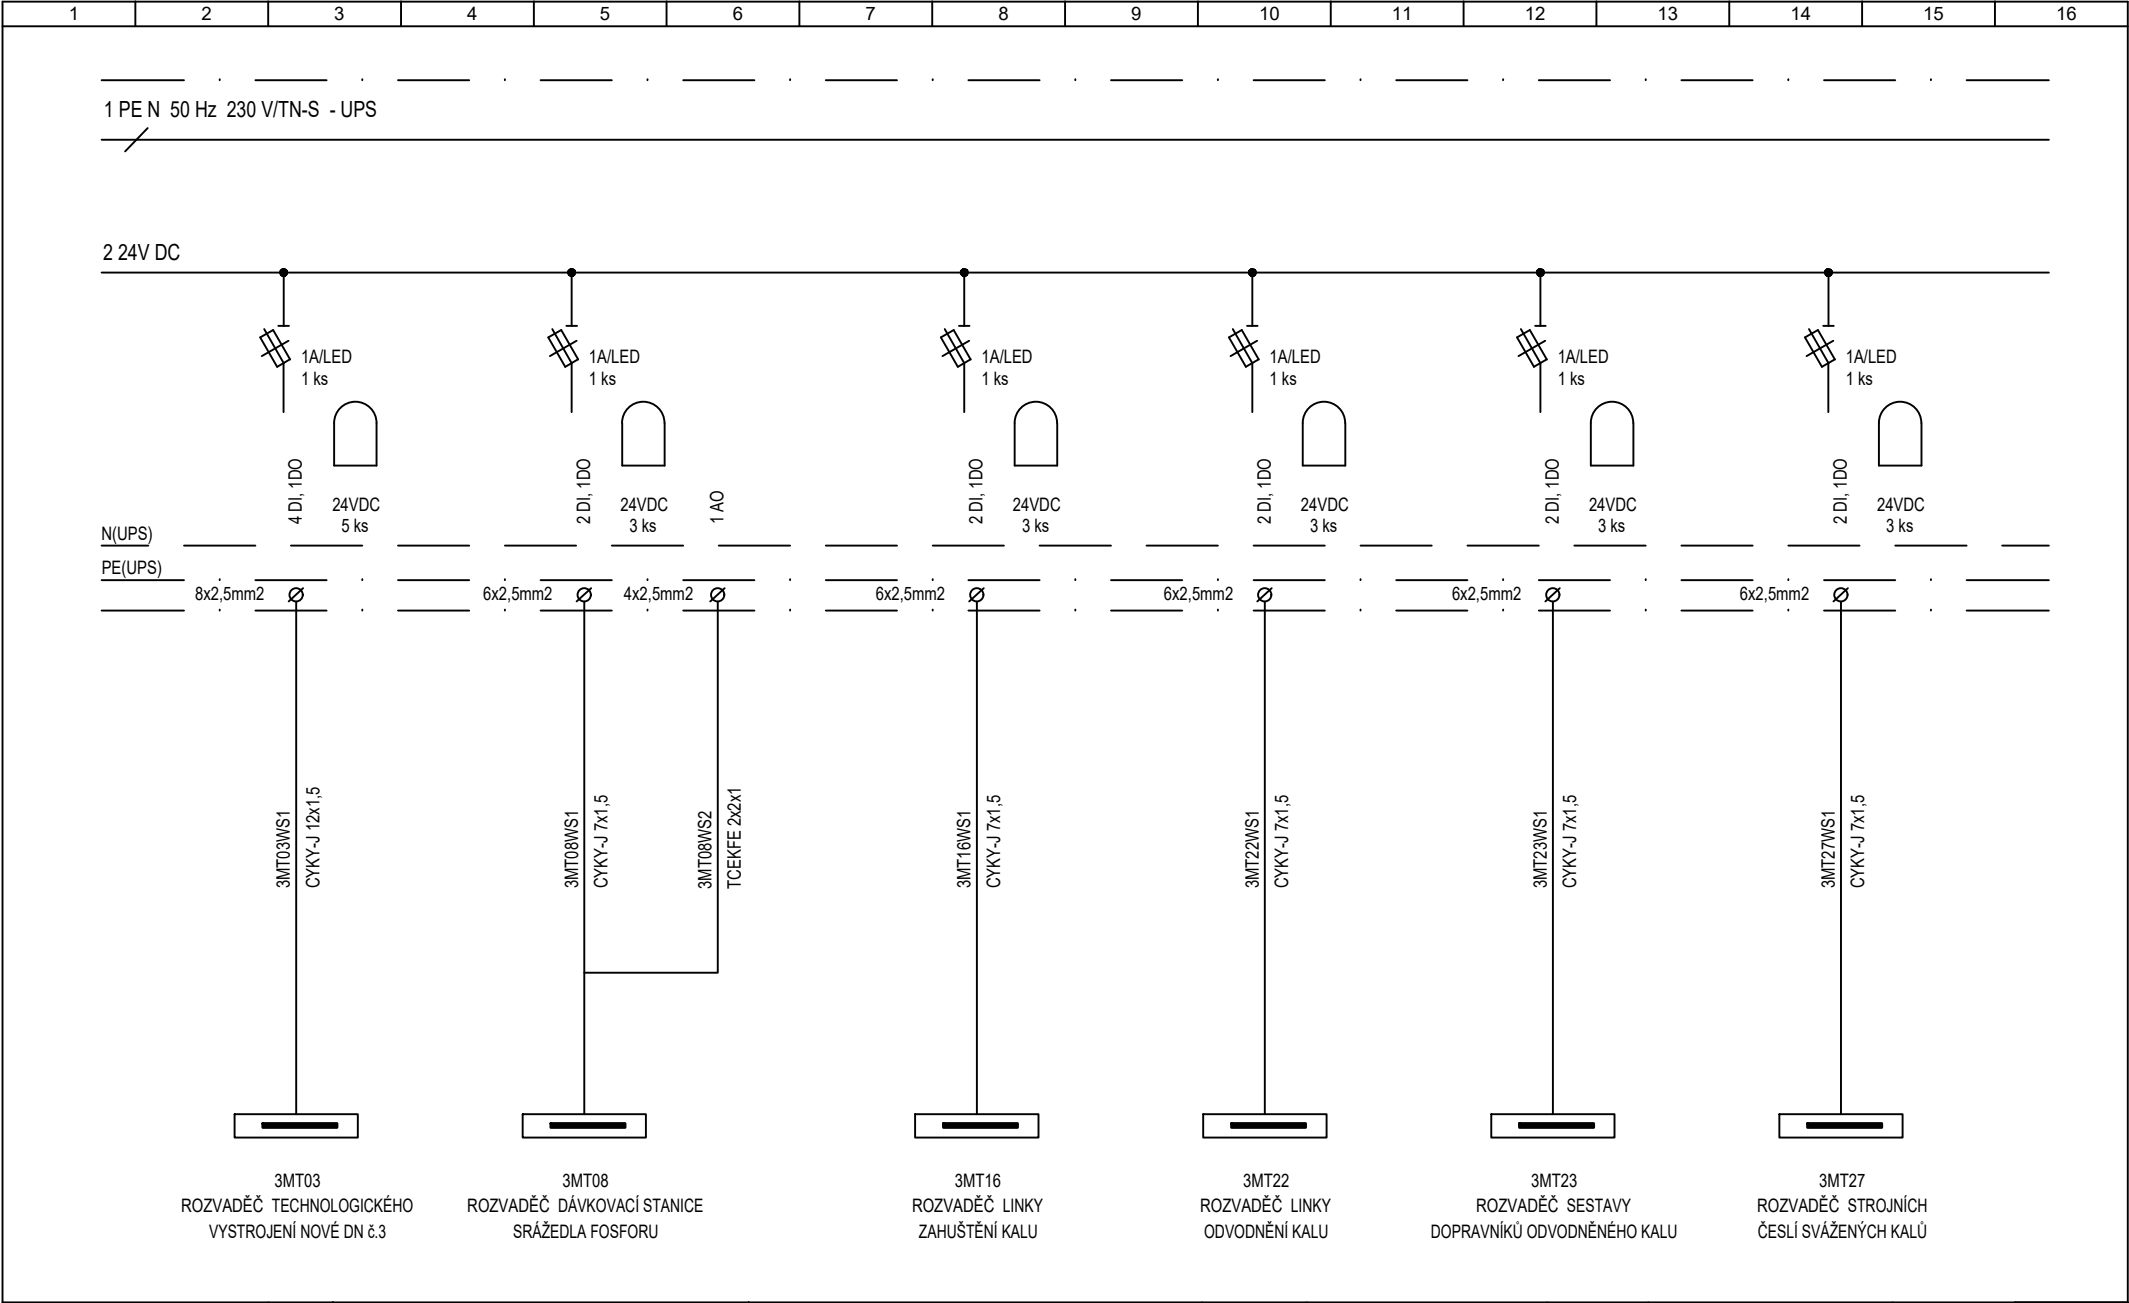 1 2 3 4 5 6 7 8 9 10 11 12 13 14 15 16
1 PE N 50 Hz 230 V/TN-S - UPS
2 24V DC
1A/LED
1 ks
1A/LED
1 ks
1A/LED
1 ks
1A/LED
1 ks
1A/LED
1 ks
1A/LED
1 ks
4 DI, 1DO
24VDC
5 ks
2 DI, 1DO
24VDC
3 ks
1 AO
2 DI, 1DO
24VDC
3 ks
2 DI, 1DO
24VDC
3 ks
2 DI, 1DO
24VDC
3 ks
2 DI, 1DO
24VDC
3 ks
N(UPS)
PE(UPS)
8x2,5mm2
6x2,5mm2
4x2,5mm2
6x2,5mm2
6x2,5mm2
6x2,5mm2
6x2,5mm2
3MT03WS1
CYKY-J 12x1,5
3MT08WS1
CYKY-J 7x1,5
3MT08WS2
TCEKFE 2x2x1
3MT16WS1
CYKY-J 7x1,5
3MT22WS1
CYKY-J 7x1,5
3MT23WS1
CYKY-J 7x1,5
3MT27WS1
CYKY-J 7x1,5
3MT03
ROZVADĚČ TECHNOLOGICKÉHO
VYSTROJENÍ NOVÉ DN č.3
3MT08
ROZVADĚČ DÁVKOVACÍ STANICE
SRÁŽEDLA FOSFORU
3MT16
ROZVADĚČ LINKY
ZAHUŠTĚNÍ KALU
3MT22
ROZVADĚČ LINKY
ODVODNĚNÍ KALU
3MT23
ROZVADĚČ SESTAVY
DOPRAVNÍKŮ ODVODNĚNÉHO KALU
3MT27
ROZVADĚČ STROJNÍCH
ČESLÍ SVÁŽENÝCH KALŮ